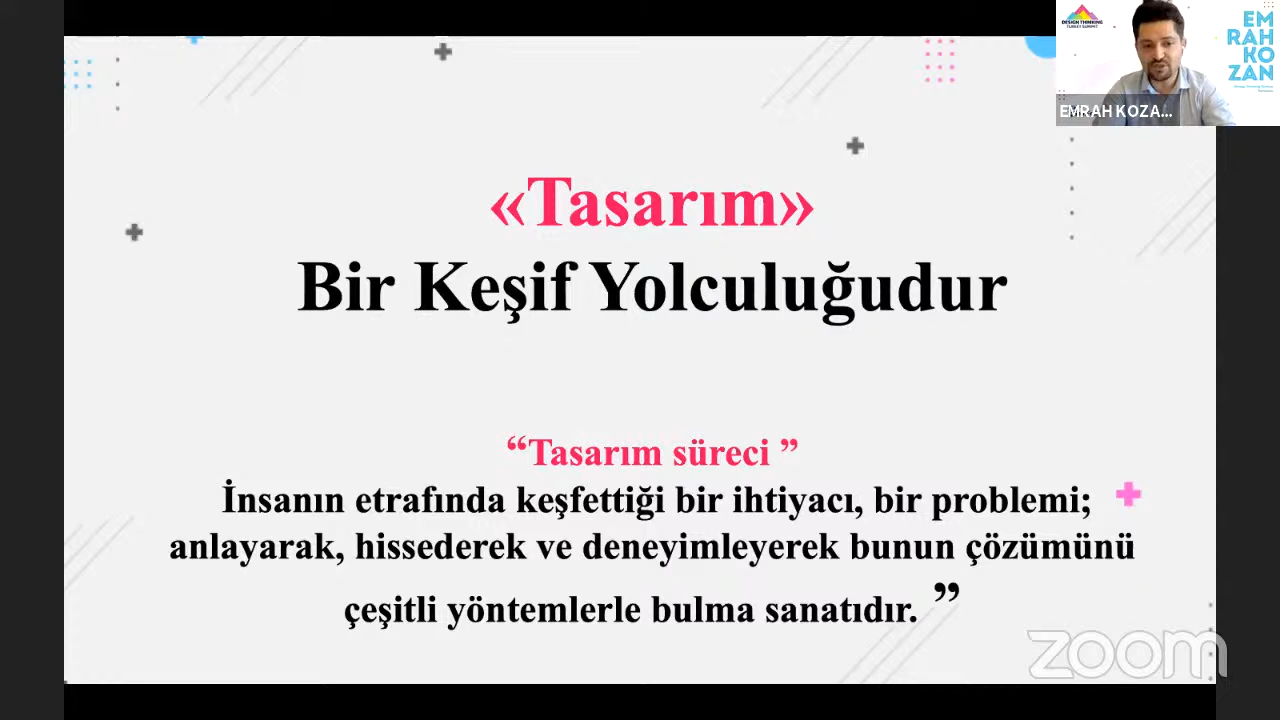 «Tasarım»
Bir Keşif Yolculuğudur
“Tasarım süreci ”
İnsanın etrafında keşfettiği bir ihtiyacı, bir problemi;
anlayarak, hissederek ve deneyimleyerek bunun çözümünü
çeşitli yöntemlerle bulma sanatıdır. ”
DESIGN THINKING
TURKEY SUMMIT
EM
RAH
KO
ZAN
EMRAH KOZA...
zoom